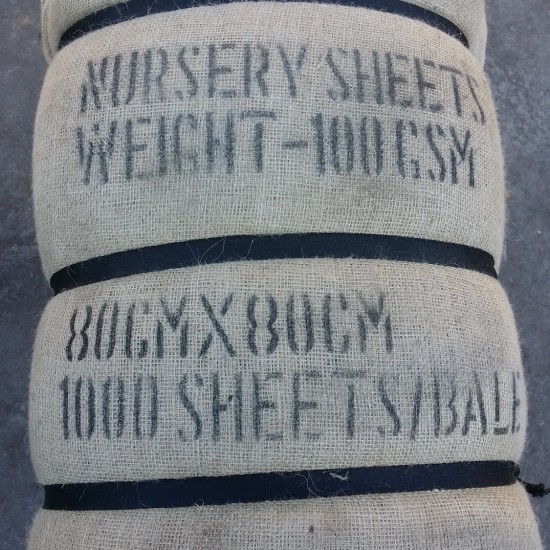 NURSERY SHEETS
WEIGHT-100GSM
80CMX80CM
1000 SHEETS/BALE